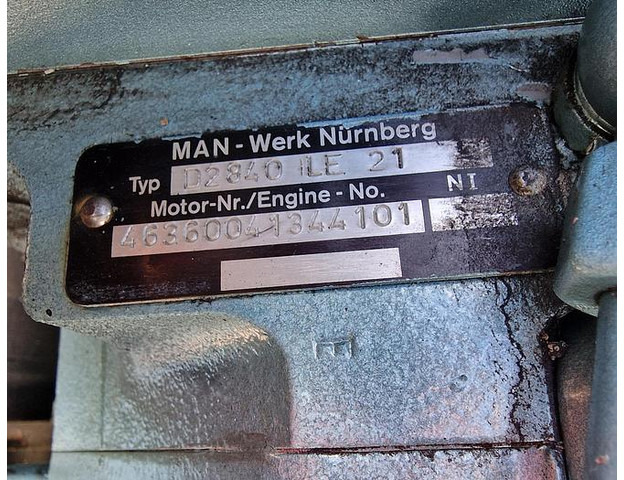 MAN - Werk Nürnberg
Typ D2840 LE 21
Motor-Nr./Engine - No. NI
46360041344101
E